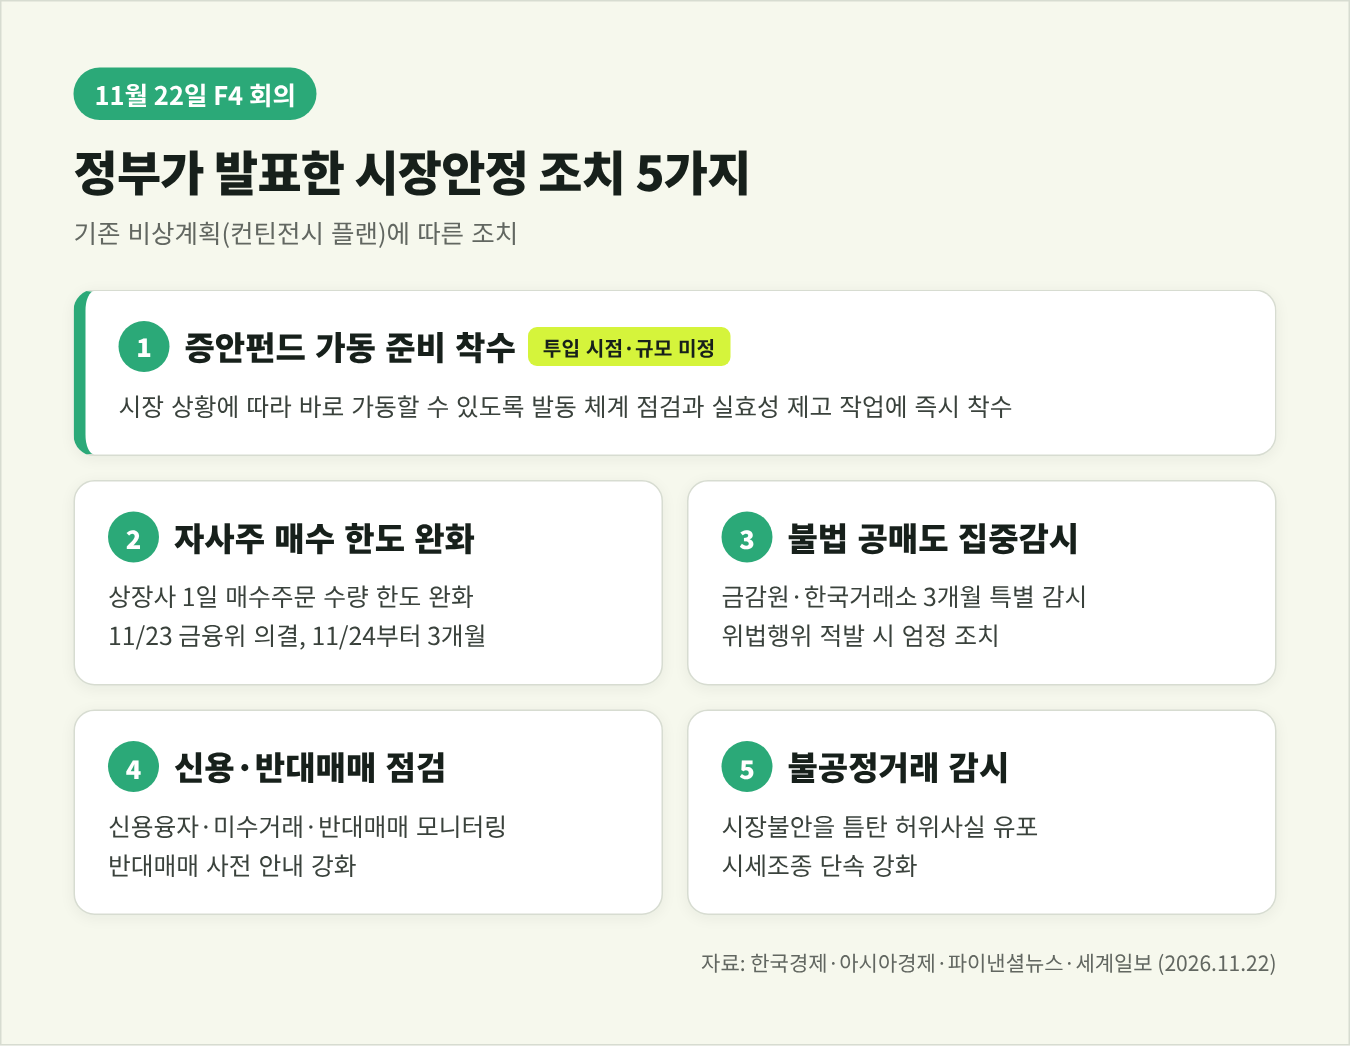 11월 22일 F4 회의
정부가 발표한 시장안정 조치 5가지
기존 비상계획(컨틴전시 플랜)에 따른 조치
1 증안펀드 가동 준비 착수 투입 시점·규모 미정
시장 상황에 따라 바로 가동할 수 있도록 발동 체계 점검과 실효성 제고 작업에 즉시 착수
2 자사주 매수 한도 완화
상장사 1일 매수주문 수량 한도 완화
11/23 금융위 의결, 11/24부터 3개월
3 불법 공매도 집중감시
금감원·한국거래소 3개월 특별 감시
위법행위 적발 시 엄정 조치
4 신용·반대매매 점검
신용융자·미수거래·반대매매 모니터링
반대매매 사전 안내 강화
5 불공정거래 감시
시장불안을 틈탄 허위사실 유포
시세조종 단속 강화
자료: 한국경제·아시아경제·파이낸셜뉴스·세계일보 (2026.11.22)